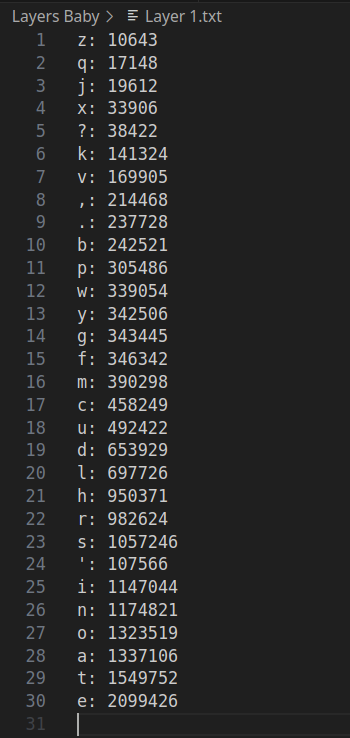 Layers Baby > Layer 1.txt
1 z: 10643
2 q: 17148
3 j: 19612
4 x: 33906
5 ?: 38422
6 k: 141324
7 v: 169905
8 ,: 214468
9 .: 237728
10 b: 242521
11 p: 305486
12 w: 339054
13 y: 342506
14 g: 343445
15 f: 346342
16 m: 390298
17 c: 458249
18 u: 492422
19 d: 653929
20 l: 697726
21 h: 950371
22 r: 982624
23 s: 1057246
24 ': 107566
25 i: 1147044
26 n: 1174821
27 o: 1323519
28 a: 1337106
29 t: 1549752
30 e: 2099426
31